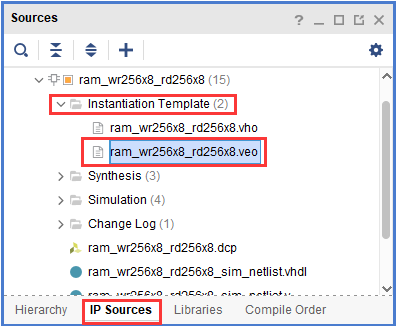 Sources
ram_wr256x8_rd256x8 (15)
Instantiation Template (2)
ram_wr256x8_rd256x8.vho
ram_wr256x8_rd256x8.veo
Synthesis (3)
Simulation (4)
Change Log (1)
ram_wr256x8_rd256x8.dcp
ram_wr256x8_rd256x8_sim_netlist.vhdl
ram_wr256x8_rd256x8_sim_netlist.v
Hierarchy IP Sources Libraries Compile Order